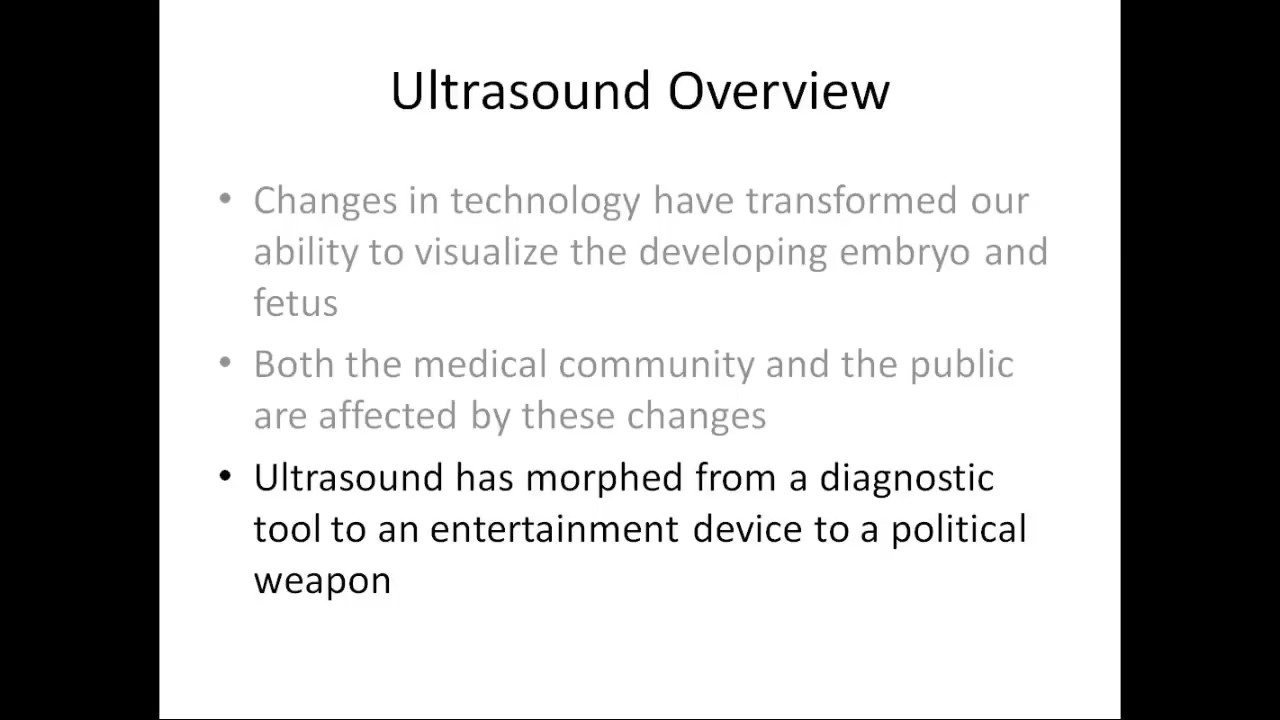 Ultrasound Overview
• Changes in technology have transformed our
ability to visualize the developing embryo and
fetus
• Both the medical community and the public
are affected by these changes
• Ultrasound has morphed from a diagnostic
tool to an entertainment device to a political
weapon